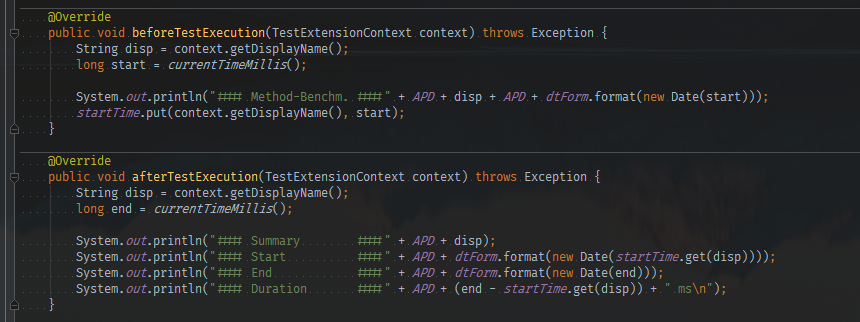 @Override
public void beforeTestExecution(TestExtensionContext context) throws Exception {
String disp = context.getDisplayName();
long start = currentTimeMillis();
System.out.println("#### Method-Benchm. ####" + APD + disp + APD + dtForm.format(new Date(start)));
startTime.put(context.getDisplayName(), start);
}
@Override
public void afterTestExecution(TestExtensionContext context) throws Exception {
String disp = context.getDisplayName();
long end = currentTimeMillis();
System.out.println("#### Summary        ####" + APD + disp);
System.out.println("#### Start          ####" + APD + dtForm.format(new Date(startTime.get(disp))));
System.out.println("#### End            ####" + APD + dtForm.format(new Date(end)));
System.out.println("#### Duration       ####" + APD + (end - startTime.get(disp)) + " ms\n");
}